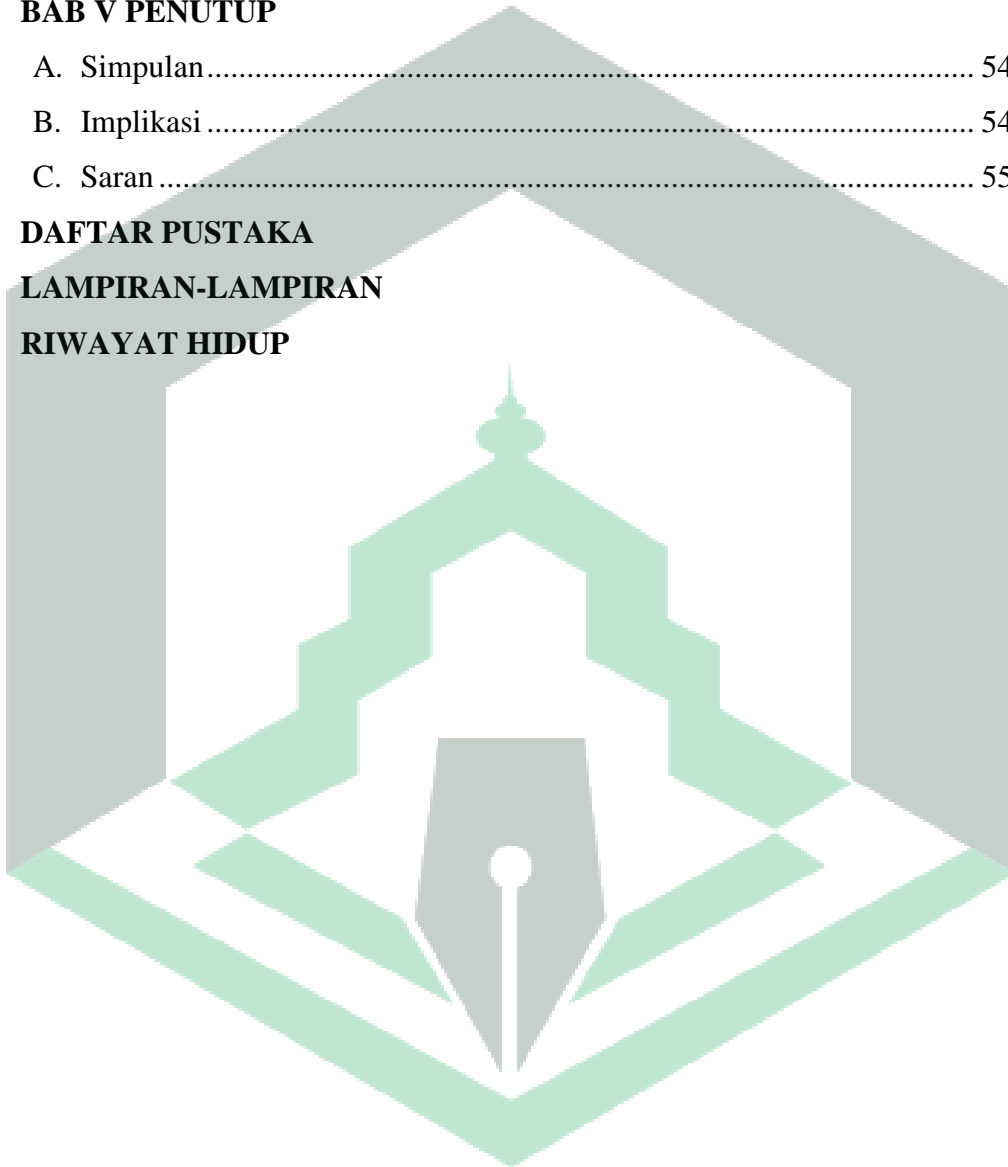 BAB V PENUTUP
A. Simpulan.................................................................................. 54
B. Implikasi.................................................................................. 54
C. Saran....................................................................................... 55
DAFTAR PUSTAKA
LAMPIRAN-LAMPIRAN
RIWAYAT HIDUP